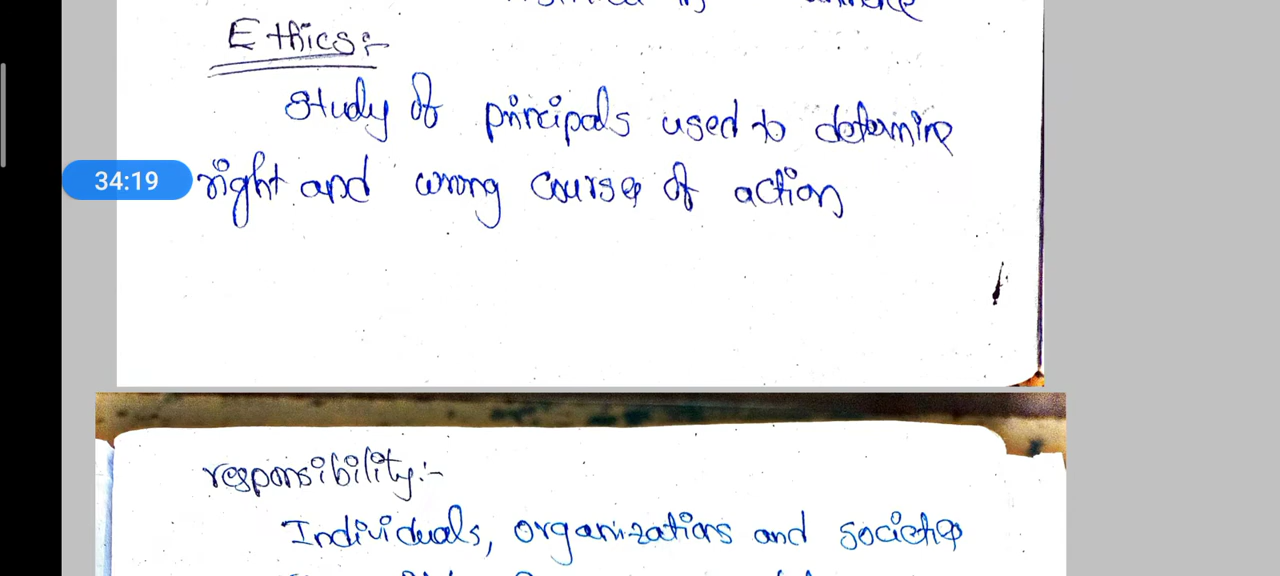 Ethics:-
Study of principals used to determine
34:19
right and wrong course of action
responsibility:-
Individuals, organizations and societie